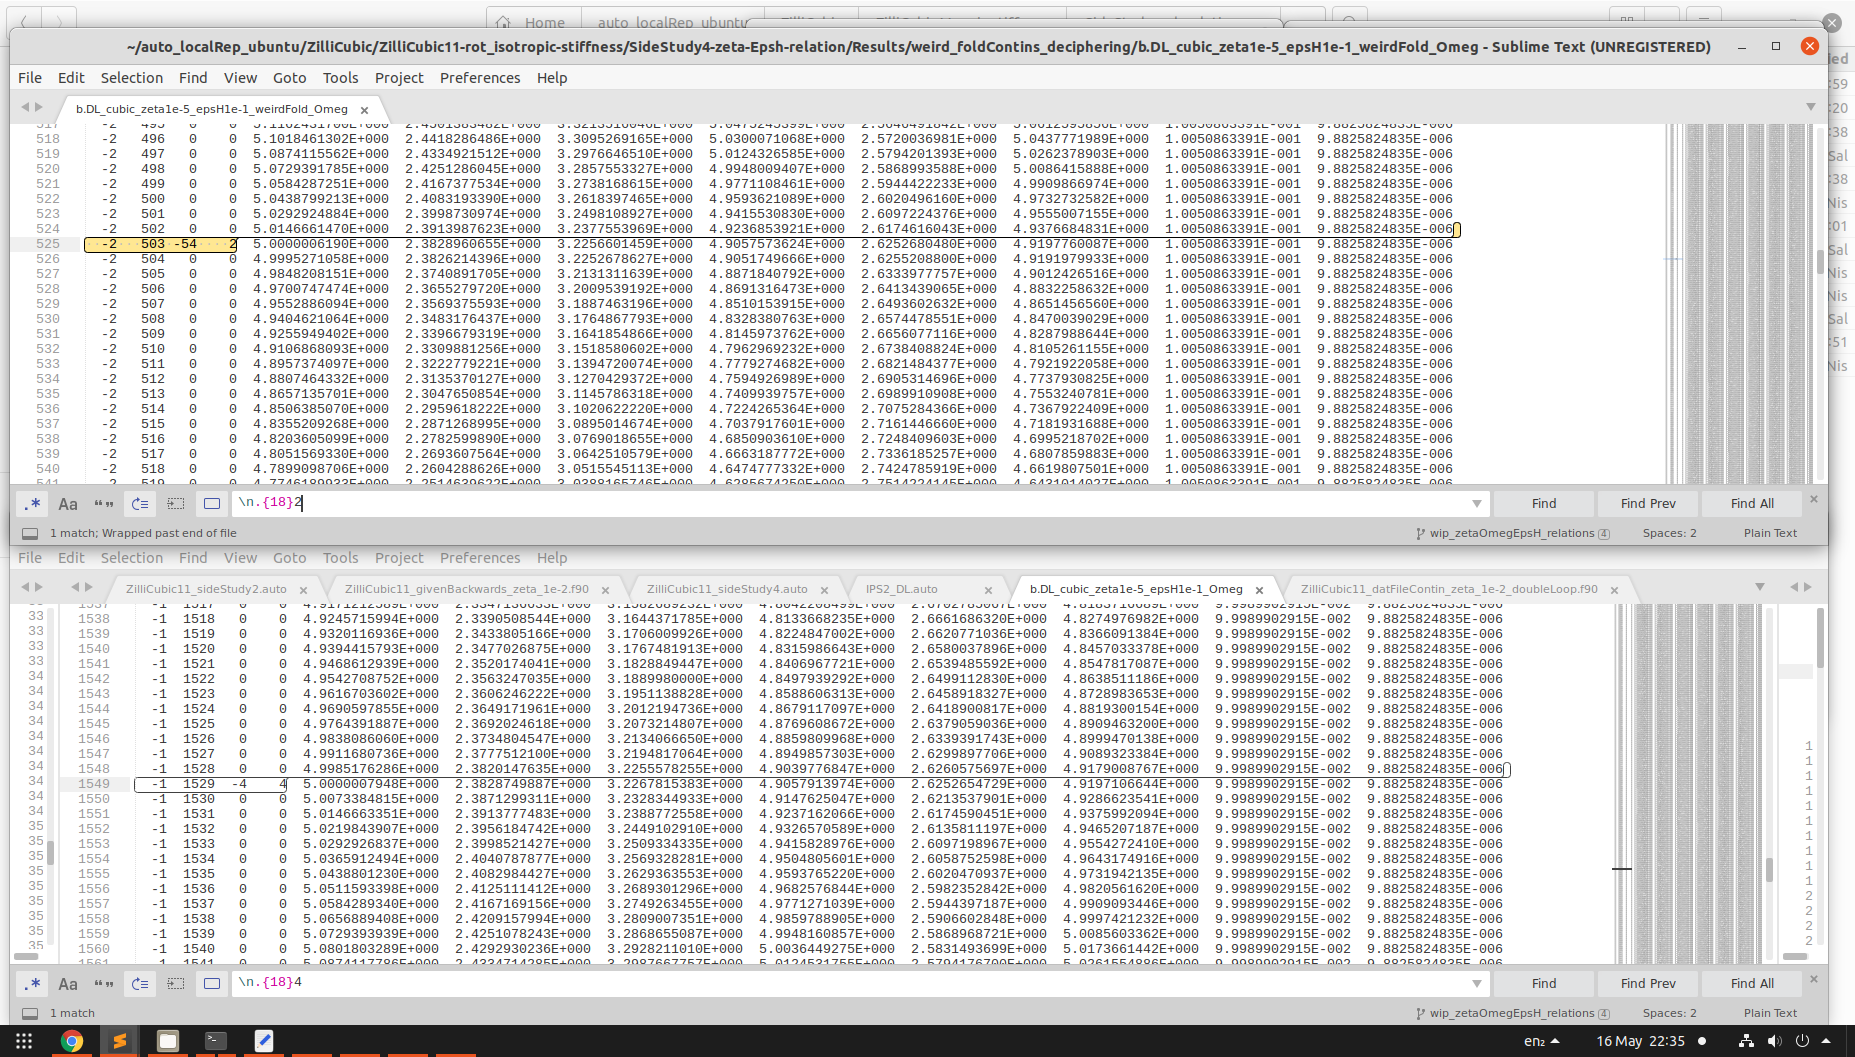 Home auto_localRep_ubuntu
~/auto_localRep_ubuntu/ZilliCubic/ZilliCubic11-rot_isotropic-stiffness/SideStudy4-zeta-Epsh-relation/Results/weird_foldContins_deciphering/b.DL_cubic_zeta1e-5_epsH1e-1_weirdFold_Omeg - Sublime Text (UNREGISTERED)
File Edit Selection Find View Goto Tools Project Preferences Help
b.DL_cubic_zeta1e-5_epsH1e-1_weirdFold_Omeg
518 -2 496 0 0 5.1018461302E+000 2.4418286486E+000 3.3095269165E+000 5.0300071068E+000 2.5720036981E+000 5.0437771989E+000 1.0050863391E-001 9.8825824835E-006
519 -2 497 0 0 5.0874115562E+000 2.4334921512E+000 3.2976646510E+000 5.0124326585E+000 2.5794201393E+000 5.0262378903E+000 1.0050863391E-001 9.8825824835E-006
520 -2 498 0 0 5.0729391785E+000 2.4251286045E+000 3.2857553327E+000 4.9948009407E+000 2.5868993588E+000 5.0086415888E+000 1.0050863391E-001 9.8825824835E-006
521 -2 499 0 0 5.0584287251E+000 2.4167377534E+000 3.2738168615E+000 4.9771108461E+000 2.5944422233E+000 4.9909866974E+000 1.0050863391E-001 9.8825824835E-006
522 -2 500 0 0 5.0438799213E+000 2.4083193390E+000 3.2618397465E+000 4.9593621089E+000 2.6020496160E+000 4.9732732582E+000 1.0050863391E-001 9.8825824835E-006
523 -2 501 0 0 5.0292924884E+000 2.3998730974E+000 3.2498108927E+000 4.9415530830E+000 2.6097224376E+000 4.9555007155E+000 1.0050863391E-001 9.8825824835E-006
524 -2 502 0 0 5.0146661470E+000 2.3913987623E+000 3.2377553969E+000 4.9236853921E+000 2.6174616043E+000 4.9376684831E+000 1.0050863391E-001 9.8825824835E-006
525 -2 503 -54 2 5.0000006190E+000 2.3828960655E+000 3.2256601459E+000 4.9057573624E+000 2.6252680480E+000 4.9197760087E+000 1.0050863391E-001 9.8825824835E-006
526 -2 504 0 0 4.9995271058E+000 2.3826214396E+000 3.2252678627E+000 4.9051749666E+000 2.6255208800E+000 4.9191979933E+000 1.0050863391E-001 9.8825824835E-006
527 -2 505 0 0 4.9848208151E+000 2.3740891705E+000 3.2131311639E+000 4.8871840792E+000 2.6333977757E+000 4.9012426516E+000 1.0050863391E-001 9.8825824835E-006
528 -2 506 0 0 4.9700747474E+000 2.3655279720E+000 3.2009539192E+000 4.8691316473E+000 2.6413439065E+000 4.8832258632E+000 1.0050863391E-001 9.8825824835E-006
529 -2 507 0 0 4.9552886094E+000 2.3569375593E+000 3.1887463196E+000 4.8510153915E+000 2.6493602632E+000 4.8651456560E+000 1.0050863391E-001 9.8825824835E-006
530 -2 508 0 0 4.9404621064E+000 2.3483176437E+000 3.1764867793E+000 4.8328380763E+000 2.6574478551E+000 4.8470039029E+000 1.0050863391E-001 9.8825824835E-006
531 -2 509 0 0 4.9255949402E+000 2.3396679319E+000 3.1641854866E+000 4.8145973762E+000 2.6656077116E+000 4.8287988644E+000 1.0050863391E-001 9.8825824835E-006
532 -2 510 0 0 4.9106868093E+000 2.3309881256E+000 3.1518580602E+000 4.7962969232E+000 2.6738408824E+000 4.8105261155E+000 1.0050863391E-001 9.8825824835E-006
533 -2 511 0 0 4.8957374097E+000 2.3222779221E+000 3.1394720074E+000 4.7779274682E+000 2.6821484377E+000 4.7921922058E+000 1.0050863391E-001 9.8825824835E-006
534 -2 512 0 0 4.8807464332E+000 2.3135370127E+000 3.1270429372E+000 4.7594926989E+000 2.6905314696E+000 4.7737930825E+000 1.0050863391E-001 9.8825824835E-006
535 -2 513 0 0 4.8657135701E+000 2.3047650854E+000 3.1145786318E+000 4.7409939757E+000 2.6989910908E+000 4.7553240781E+000 1.0050863391E-001 9.8825824835E-006
536 -2 514 0 0 4.8506385070E+000 2.2959618222E+000 3.1020622220E+000 4.7224265364E+000 2.7075284366E+000 4.7367922409E+000 1.0050863391E-001 9.8825824835E-006
537 -2 515 0 0 4.8355209268E+000 2.2871268995E+000 3.0895014674E+000 4.7037917601E+000 2.7161446660E+000 4.7181931688E+000 1.0050863391E-001 9.8825824835E-006
538 -2 516 0 0 4.8203605099E+000 2.2782599890E+000 3.0769018655E+000 4.6850903610E+000 2.7248409603E+000 4.6995218702E+000 1.0050863391E-001 9.8825824835E-006
539 -2 517 0 0 4.8051569330E+000 2.2693607564E+000 3.0642510579E+000 4.6663187772E+000 2.7336185257E+000 4.6807859883E+000 1.0050863391E-001 9.8825824835E-006
540 -2 518 0 0 4.7899098706E+000 2.2604288626E+000 3.0515545113E+000 4.6474777332E+000 2.7424785919E+000 4.6619807501E+000 1.0050863391E-001 9.8825824835E-006
.* Aa “” \n.{18}2 Find Find Prev Find All
1 match; Wrapped past end of file wip_zetaOmegEpsH_relations 4 Spaces: 2 Plain Text
File Edit Selection Find View Goto Tools Project Preferences Help
ZilliCubic11_sideStudy2.auto ZilliCubic11_givenBackwards_zeta_1e-2.f90 ZilliCubic11_sideStudy4.auto IPS2_DL.auto b.DL_cubic_zeta1e-5_epsH1e-1_Omeg ZilliCubic11_datFileContin_zeta_1e-2_doubleLoop.f90
1538 -1 1518 0 0 4.9245715994E+000 2.3390508544E+000 3.1644371785E+000 4.8133668235E+000 2.6661686320E+000 4.8274976982E+000 9.9989902915E-002 9.8825824835E-006
1539 -1 1519 0 0 4.9320116936E+000 2.3433805166E+000 3.1706009926E+000 4.8224847002E+000 2.6620771036E+000 4.8366091384E+000 9.9989902915E-002 9.8825824835E-006
1540 -1 1520 0 0 4.9394415793E+000 2.3477026875E+000 3.1767481913E+000 4.8315986643E+000 2.6580037896E+000 4.8457033378E+000 9.9989902915E-002 9.8825824835E-006
1541 -1 1521 0 0 4.9468612939E+000 2.3520174041E+000 3.1828849447E+000 4.8406967721E+000 2.6539485592E+000 4.8547817087E+000 9.9989902915E-002 9.8825824835E-006
1542 -1 1522 0 0 4.9542708752E+000 2.3563247035E+000 3.1889980000E+000 4.8497939292E+000 2.6499112830E+000 4.8638511186E+000 9.9989902915E-002 9.8825824835E-006
1543 -1 1523 0 0 4.9616703602E+000 2.3606246222E+000 3.1951138828E+000 4.8588606313E+000 2.6458918327E+000 4.8728983653E+000 9.9989902915E-002 9.8825824835E-006
1544 -1 1524 0 0 4.9690597855E+000 2.3649171961E+000 3.2012194736E+000 4.8679117097E+000 2.6418900817E+000 4.8819300154E+000 9.9989902915E-002 9.8825824835E-006
1545 -1 1525 0 0 4.9764391887E+000 2.3692024618E+000 3.2073214807E+000 4.8769608672E+000 2.6379059036E+000 4.8909463200E+000 9.9989902915E-002 9.8825824835E-006
1546 -1 1526 0 0 4.9838086060E+000 2.3734804547E+000 3.2134066650E+000 4.8859809968E+000 2.6339391743E+000 4.8999470138E+000 9.9989902915E-002 9.8825824835E-006
1547 -1 1527 0 0 4.9911680736E+000 2.3777512100E+000 3.2194817064E+000 4.8949857303E+000 2.6299897706E+000 4.9089323384E+000 9.9989902915E-002 9.8825824835E-006
1548 -1 1528 0 0 4.9985176286E+000 2.3820147635E+000 3.2255578255E+000 4.9039776847E+000 2.6260575697E+000 4.9179008767E+000 9.9989902915E-002 9.8825824835E-006
1549 -1 1529 -4 4 5.0000007948E+000 2.3828749887E+000 3.2267815383E+000 4.9057913974E+000 2.6252654729E+000 4.9197106644E+000 9.9989902915E-002 9.8825824835E-006
1550 -1 1530 0 0 5.0073384815E+000 2.3871299311E+000 3.2328344933E+000 4.9147625047E+000 2.6213537901E+000 4.9286623541E+000 9.9989902915E-002 9.8825824835E-006
1551 -1 1531 0 0 5.0146663351E+000 2.3913777483E+000 3.2388772558E+000 4.9237162066E+000 2.6174590451E+000 4.9375992094E+000 9.9989902915E-002 9.8825824835E-006
1552 -1 1532 0 0 5.0219843907E+000 2.3956184742E+000 3.2449102910E+000 4.9326570589E+000 2.6135811197E+000 4.9465207187E+000 9.9989902915E-002 9.8825824835E-006
1553 -1 1533 0 0 5.0292926837E+000 2.3998521427E+000 3.2509334335E+000 4.9415828976E+000 2.6097198967E+000 4.9554272410E+000 9.9989902915E-002 9.8825824835E-006
1554 -1 1534 0 0 5.0365912494E+000 2.4040787877E+000 3.2569328281E+000 4.9504805601E+000 2.6058752598E+000 4.9643174916E+000 9.9989902915E-002 9.8825824835E-006
1555 -1 1535 0 0 5.0438801230E+000 2.4082984427E+000 3.2629363553E+000 4.9593765220E+000 2.6020470937E+000 4.9731942135E+000 9.9989902915E-002 9.8825824835E-006
1556 -1 1536 0 0 5.0511593398E+000 2.4125111412E+000 3.2689301296E+000 4.9682576844E+000 2.5982352842E+000 4.9820561620E+000 9.9989902915E-002 9.8825824835E-006
1557 -1 1537 0 0 5.0584289340E+000 2.4167169156E+000 3.2749263455E+000 4.9771271039E+000 2.5944397187E+000 4.9909093446E+000 9.9989902915E-002 9.8825824835E-006
1558 -1 1538 0 0 5.0656889408E+000 2.4209157994E+000 3.2809007351E+000 4.9859788905E+000 2.5906602848E+000 4.9997421232E+000 9.9989902915E-002 9.8825824835E-006
1559 -1 1539 0 0 5.0729393939E+000 2.4251078243E+000 3.2868655087E+000 4.9948160857E+000 2.5868968721E+000 5.0085603362E+000 9.9989902915E-002 9.8825824835E-006
1560 -1 1540 0 0 5.0801803289E+000 2.4292930236E+000 3.2928211010E+000 5.0036449275E+000 2.5831493699E+000 5.0173661442E+000 9.9989902915E-002 9.8825824835E-006
.* Aa “” \n.{18}4 Find Find Prev Find All
1 match wip_zetaOmegEpsH_relations 4 Spaces: 2 Plain Text
en₂ 16 May 22:35